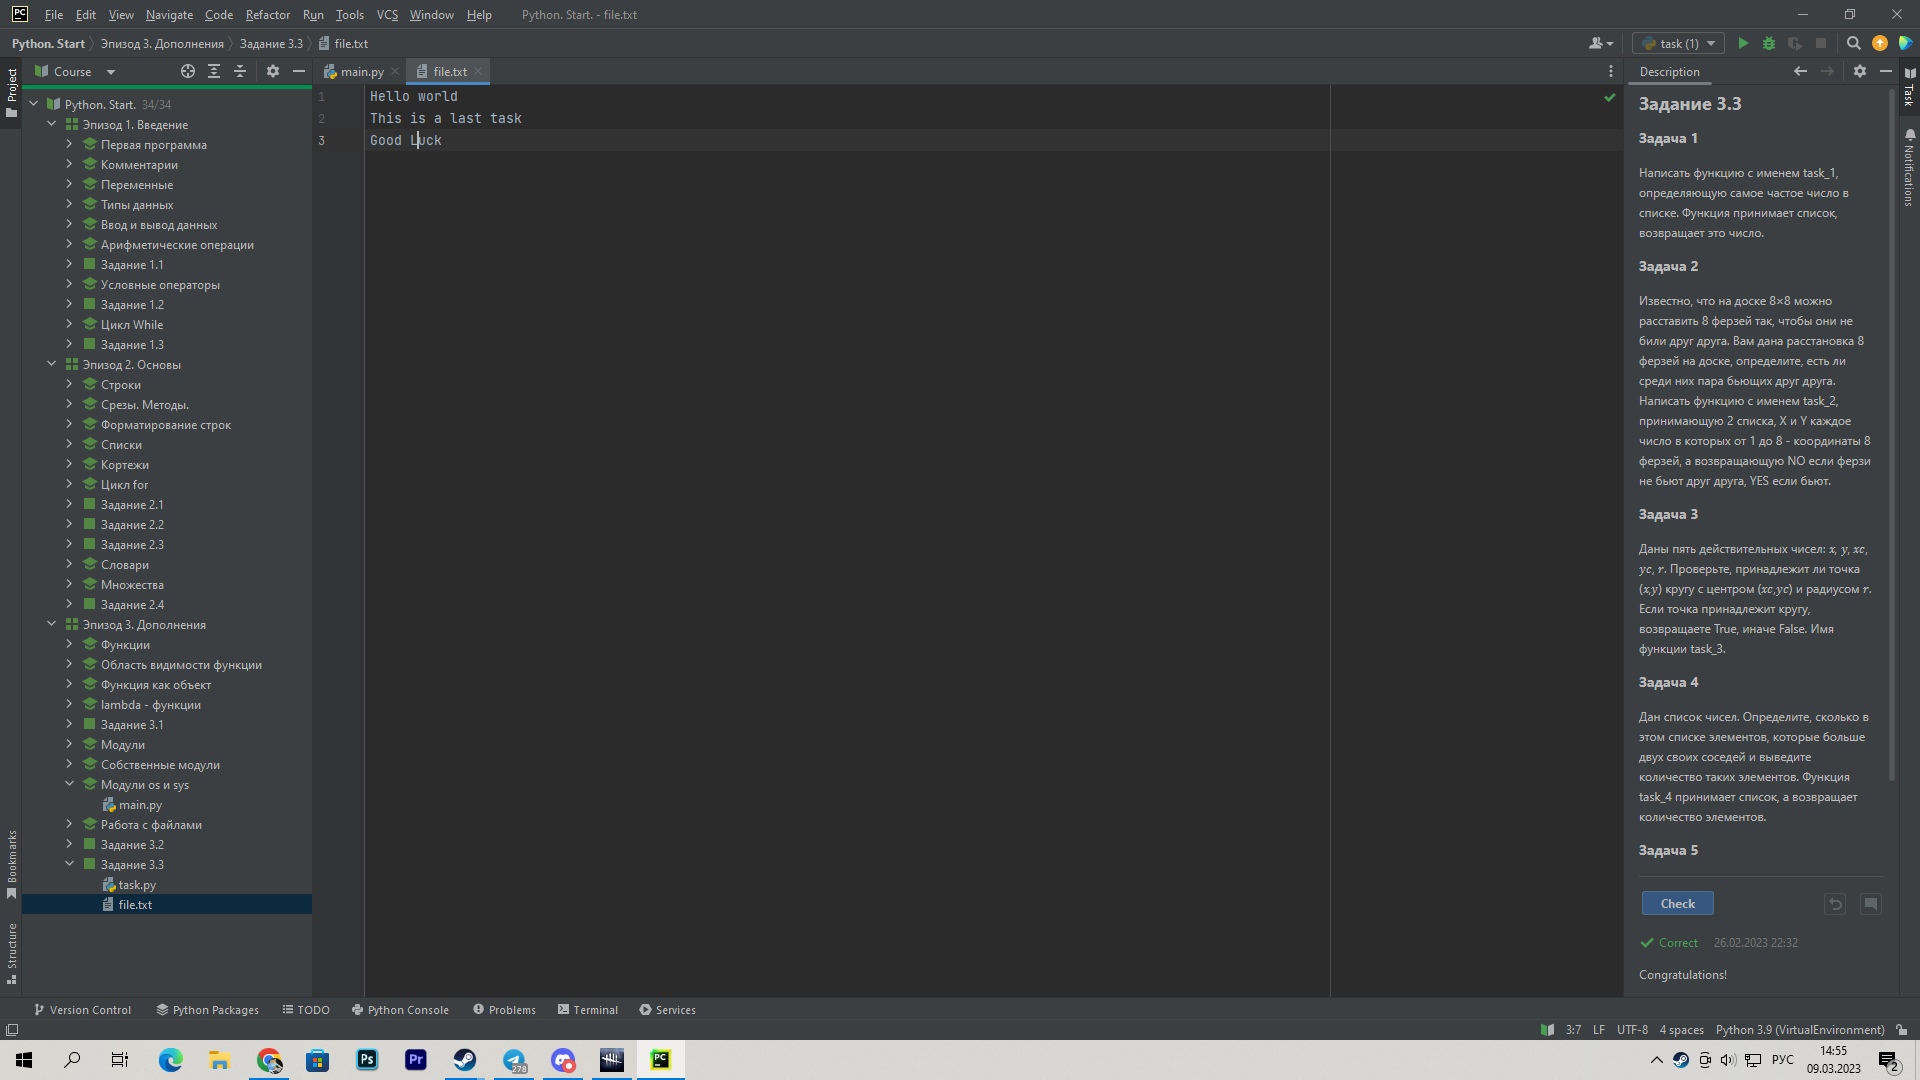 PC File Edit View Navigate Code Refactor Run Tools VCS Window Help Python. Start. - file.txt
Python. Start Эпизод 3. Дополнения Задание 3.3 file.txt task (1)
Project Course main.py file.txt Description Task
Notifications
Python. Start. 34/34
Эпизод 1. Введение
Первая программа
Комментарии
Переменные
Типы данных
Ввод и вывод данных
Арифметические операции
Задание 1.1
Условные операторы
Задание 1.2
Цикл While
Задание 1.3
Эпизод 2. Основы
Строки
Срезы. Методы.
Форматирование строк
Списки
Кортежи
Цикл for
Задание 2.1
Задание 2.2
Задание 2.3
Словари
Множества
Задание 2.4
Эпизод 3. Дополнения
Функции
Область видимости функции
Функция как объект
lambda - функции
Задание 3.1
Модули
Собственные модули
Модули os и sys
main.py
Работа с файлами
Задание 3.2
Задание 3.3
task.py
file.txt
Bookmarks
Structure
1 Hello world
2 This is a last task
3 Good Luck
Задание 3.3
Задача 1
Написать функцию с именем task_1,
определяющую самое частое число в
списке. Функция принимает список,
возвращает это число.
Задача 2
Известно, что на доске 8×8 можно
расставить 8 ферзей так, чтобы они не
били друг друга. Вам дана расстановка 8
ферзей на доске, определите, есть ли
среди них пара бьющих друг друга.
Написать функцию с именем task_2,
принимающую 2 списка, X и Y каждое
число в которых от 1 до 8 - координаты 8
ферзей, а возвращающую NO если ферзи
не бьют друг друга, YES если бьют.
Задача 3
Даны пять действительных чисел: x, y, xc,
yc, r. Проверьте, принадлежит ли точка
(x,y) кругу с центром (xc,yc) и радиусом r.
Если точка принадлежит кругу,
возвращаете True, иначе False. Имя
функции task_3.
Задача 4
Дан список чисел. Определите, сколько в
этом списке элементов, которые больше
двух своих соседей и выведите
количество таких элементов. Функция
task_4 принимает список, а возвращает
количество элементов.
Задача 5
Check
Correct 26.02.2023 22:32
Congratulations!
Version Control Python Packages TODO Python Console Problems Terminal Services
3:7 LF UTF-8 4 spaces Python 3.9 (VirtualEnvironment)
Ps Pr 278 PC РУС 14:55
09.03.2023 2